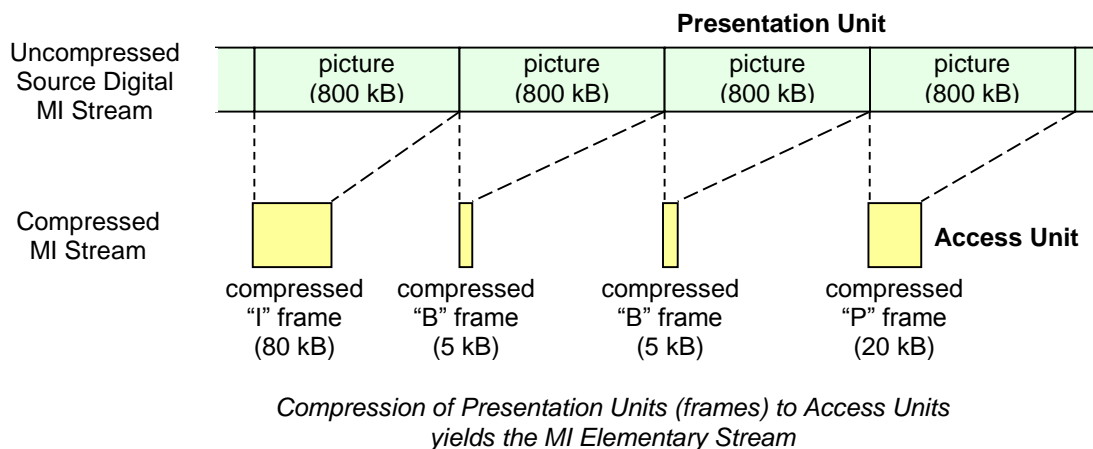 Presentation Unit
Uncompressed
Source Digital
MI Stream
picture
(800 kB)
picture
(800 kB)
picture
(800 kB)
picture
(800 kB)
Compressed
MI Stream
Access Unit
compressed
“I” frame
(80 kB)
compressed
“B” frame
(5 kB)
compressed
“B” frame
(5 kB)
compressed
“P” frame
(20 kB)
Compression of Presentation Units (frames) to Access Units
yields the MI Elementary Stream